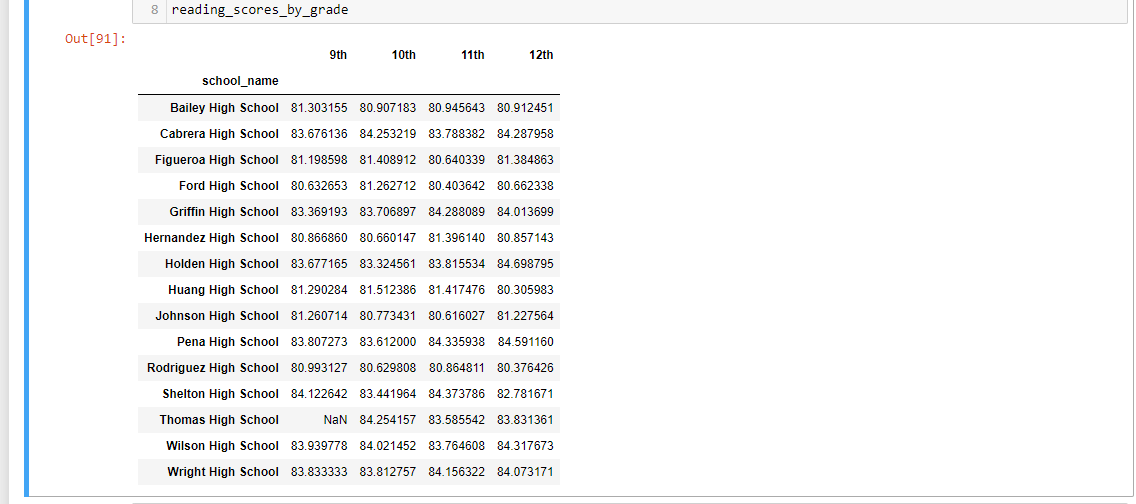 8 reading_scores_by_grade
Out[91]:
9th 10th 11th 12th
school_name
Bailey High School 81.303155 80.907183 80.945643 80.912451
Cabrera High School 83.676136 84.253219 83.788382 84.287958
Figueroa High School 81.198598 81.408912 80.640339 81.384863
Ford High School 80.632653 81.262712 80.403642 80.662338
Griffin High School 83.369193 83.706897 84.288089 84.013699
Hernandez High School 80.866860 80.660147 81.396140 80.857143
Holden High School 83.677165 83.324561 83.815534 84.698795
Huang High School 81.290284 81.512386 81.417476 80.305983
Johnson High School 81.260714 80.773431 80.616027 81.227564
Pena High School 83.807273 83.612000 84.335938 84.591160
Rodriguez High School 80.993127 80.629808 80.864811 80.376426
Shelton High School 84.122642 83.441964 84.373786 82.781671
Thomas High School NaN 84.254157 83.585542 83.831361
Wilson High School 83.939778 84.021452 83.764608 84.317673
Wright High School 83.833333 83.812757 84.156322 84.073171